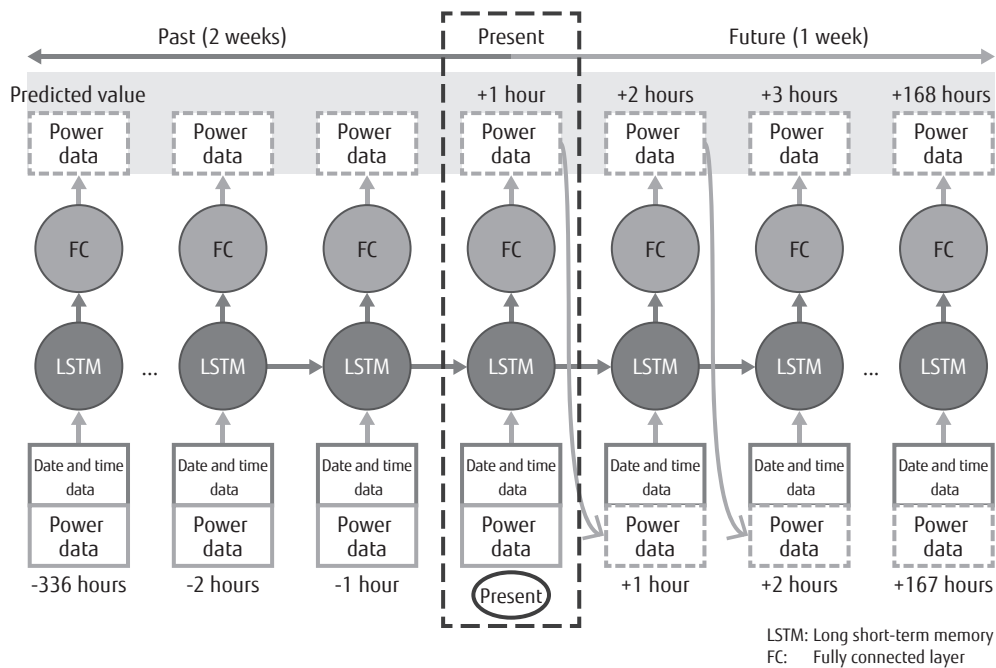 Past (2 weeks) Present Future (1 week)
Predicted value +1 hour +2 hours +3 hours +168 hours
Power Power Power Power Power Power Power
data data data data data data data
FC FC FC FC FC FC FC
LSTM ... LSTM LSTM LSTM LSTM LSTM ... LSTM
Date and time Date and time Date and time Date and time Date and time Date and time Date and time
data data data data data data data
Power Power Power Power Power Power Power
data data data data data data data
-336 hours -2 hours -1 hour Present +1 hour +2 hours +167 hours
LSTM: Long short-term memory
FC: Fully connected layer